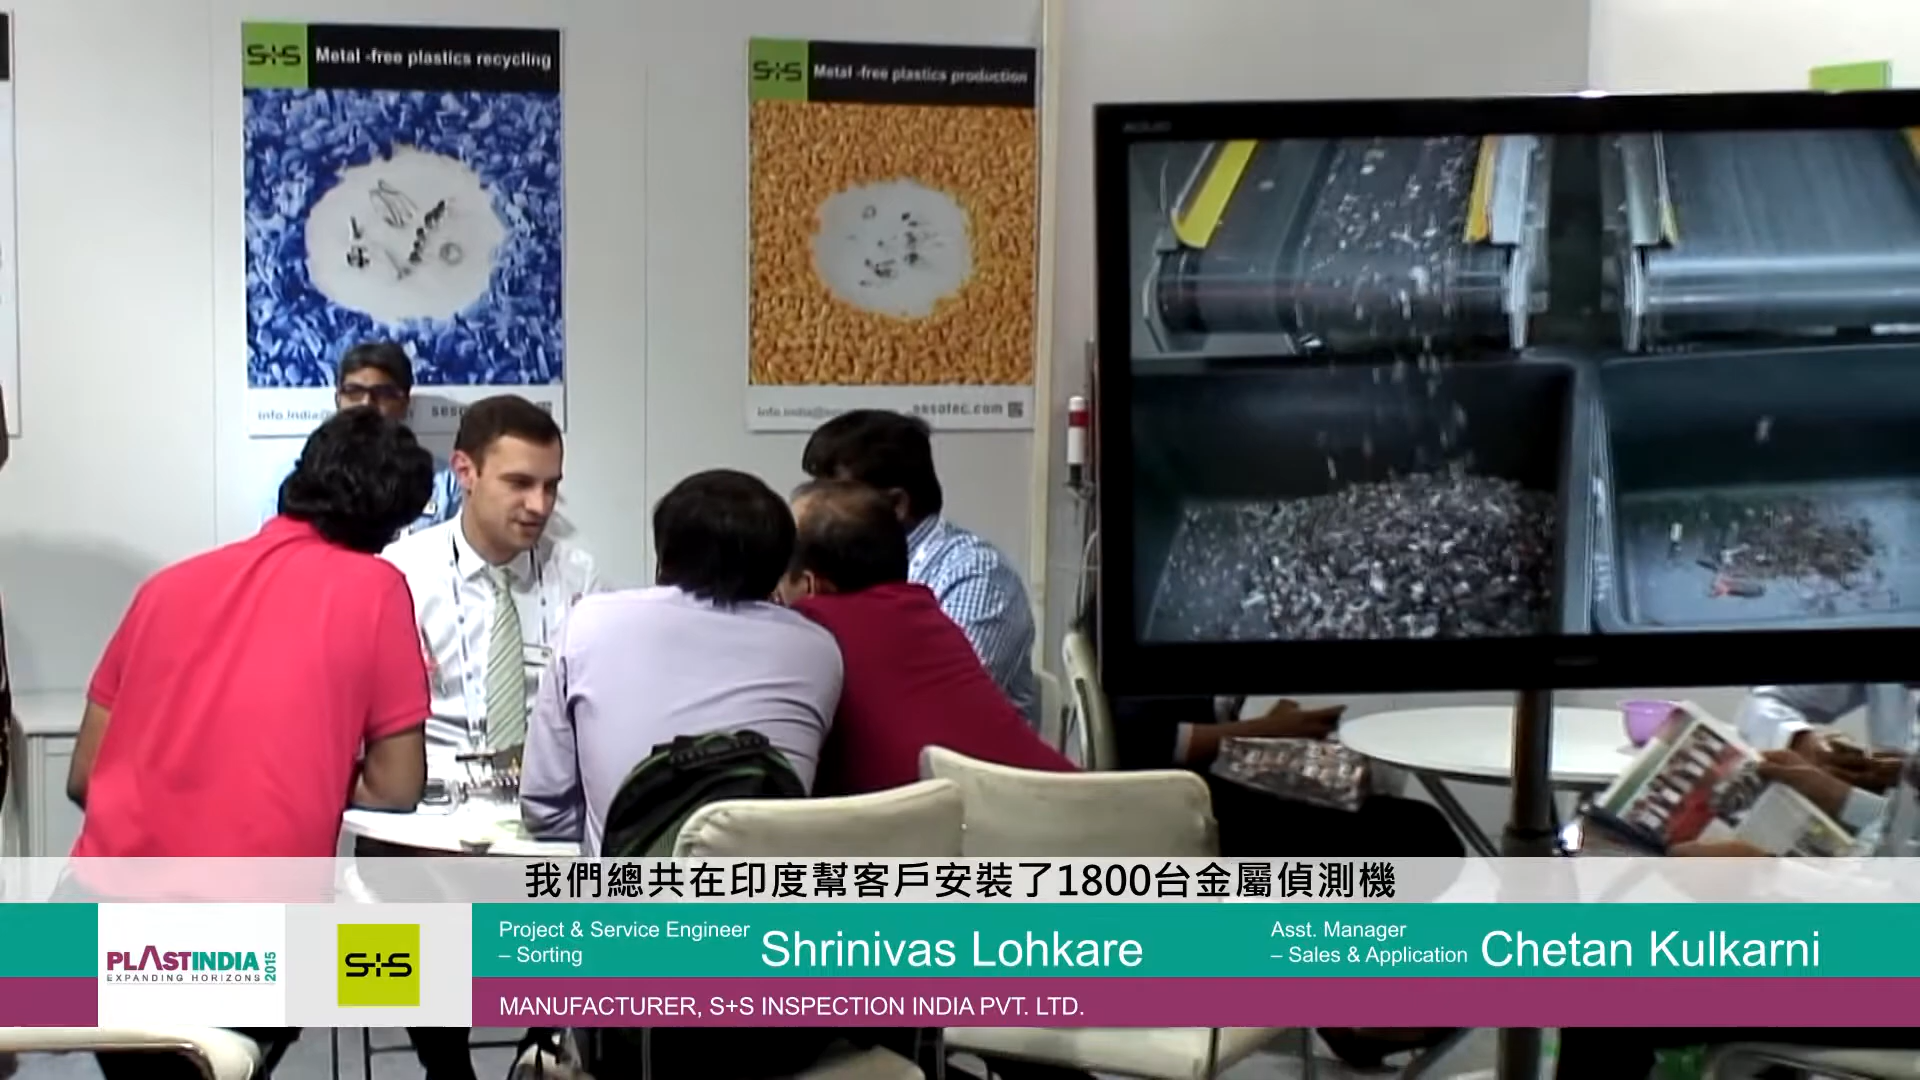 S+S Metal -free plastics recycling
S+S Metal -free plastics production
sesotec.com
我們總共在印度幫客戶安裝了1800台金屬偵測機
Project & Service Engineer
– Sorting
Shrinivas Lohkare
Asst. Manager
– Sales & Application
Chetan Kulkarni
PLASTINDIA 2015
EXPANDING HORIZONS
S+S
MANUFACTURER, S+S INSPECTION INDIA PVT. LTD.